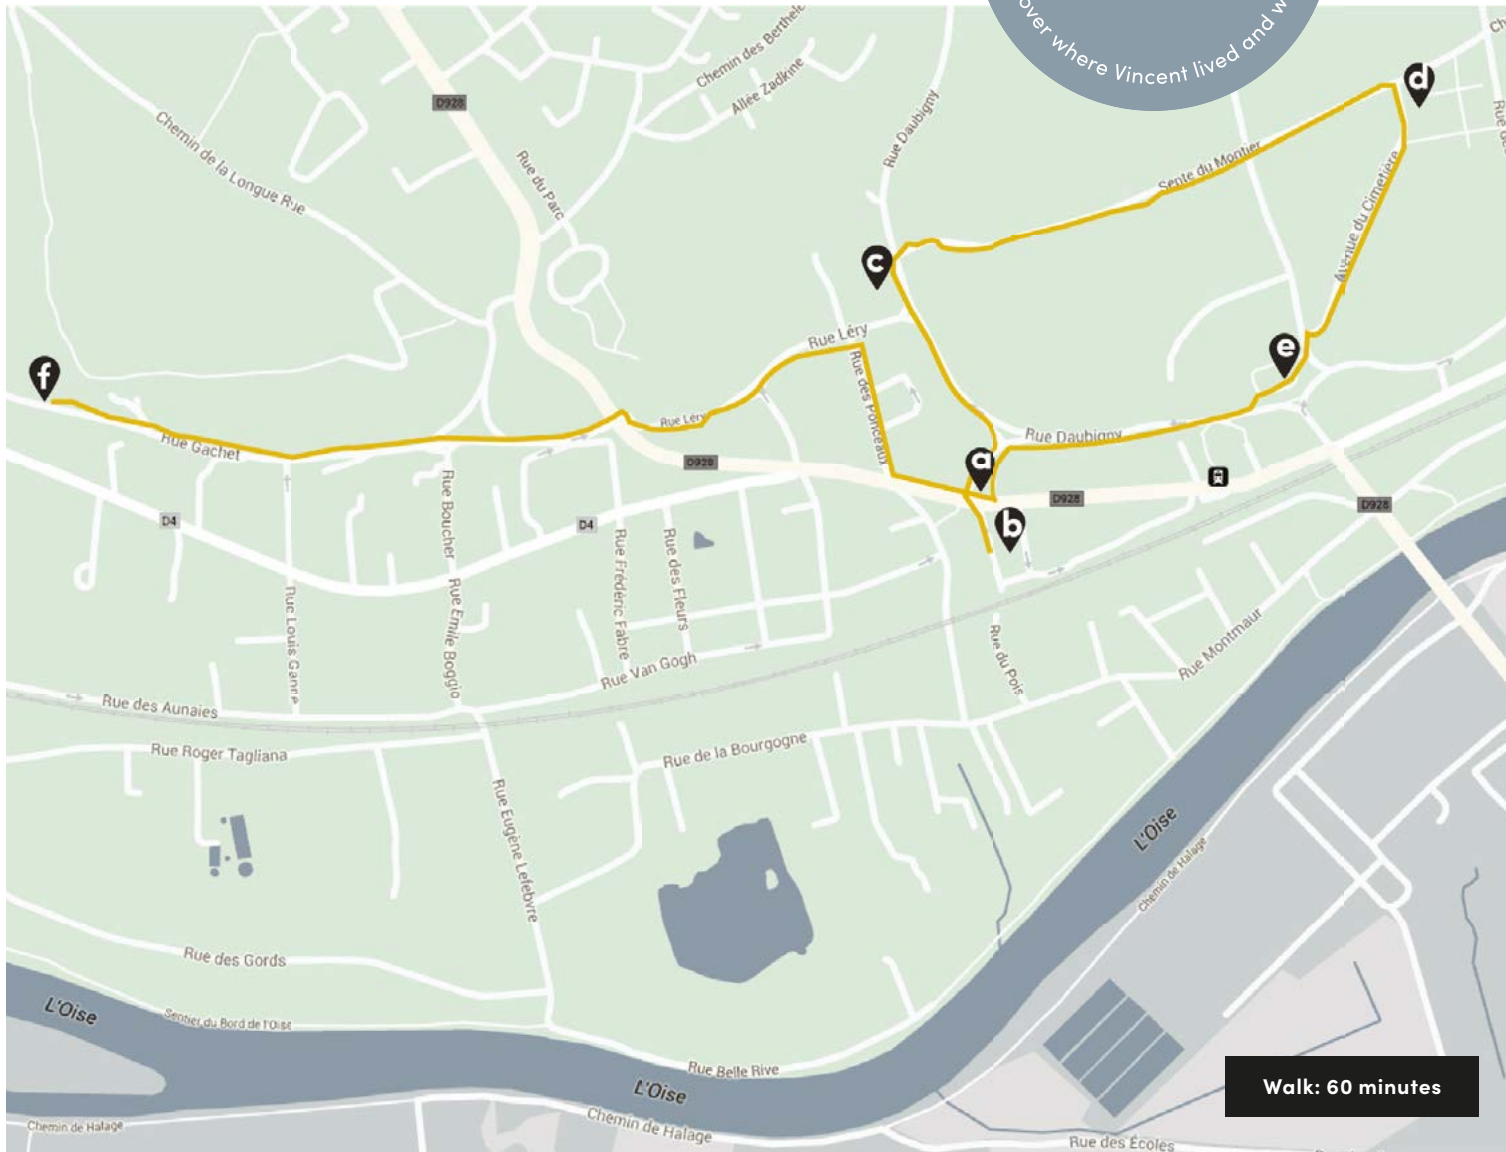 over where Vincent lived and w
Chemin des Berthele
Allée Zadkine
D928
Rue Daubigny
d
Chemin de la Longue Rue
Rue du Parc
Sente du Montier
Avenue du Cimetière
c
Rue Léry
e
f
Rue des Ponceaux
Rue Léry
Rue Gachet
Rue Daubigny
a
D928
D928
D928
D4
D4
b
Rue Boucher
Rue Frédéric Fabre
Rue des Fleurs
Rue Louis Ganne
Rue Emile Boggio
Rue du Pois
Rue Montmaur
Rue Van Gogh
Rue des Aunaies
Rue Roger Tagliana
Rue de la Bourgogne
Rue Eugène Lefebvre
L'Oise
Chemin de Halage
Rue des Gords
L'Oise
Sentier du Bord de l'Oise
Rue Belle Rive
L'Oise
Walk: 60 minutes
Chemin de Halage
Chemin de Halage
Rue des Écoles